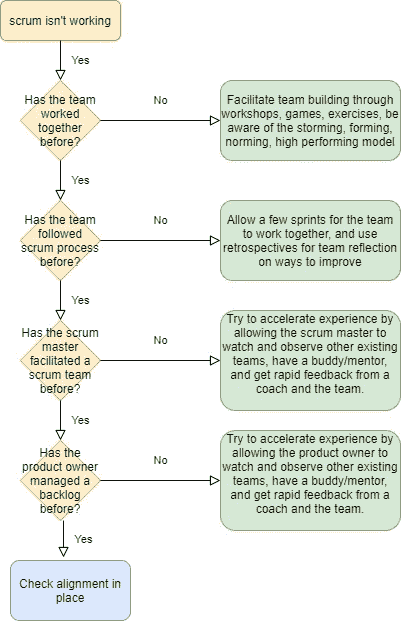 scrum isn't working
Yes
Has the team
worked
together
before?
No
Facilitate team building through
workshops, games, exercises, be
aware of the storming, forming,
norming, high performing model
Yes
Has the team
followed
scrum process
before?
No
Allow a few sprints for the team
to work together, and use
retrospectives for team reflection
on ways to improve
Yes
Has the scrum
master
facilitated a
scrum team
before?
No
Try to accelerate experience by
allowing the scrum master to
watch and observe other existing
teams, have a buddy/mentor,
and get rapid feedback from a
coach and the team.
Yes
Has the
product owner
managed a
backlog
before?
No
Try to accelerate experience by
allowing the product owner to
watch and observe other existing
teams, have a buddy/mentor,
and get rapid feedback from a
coach and the team.
Yes
Check alignment in
place